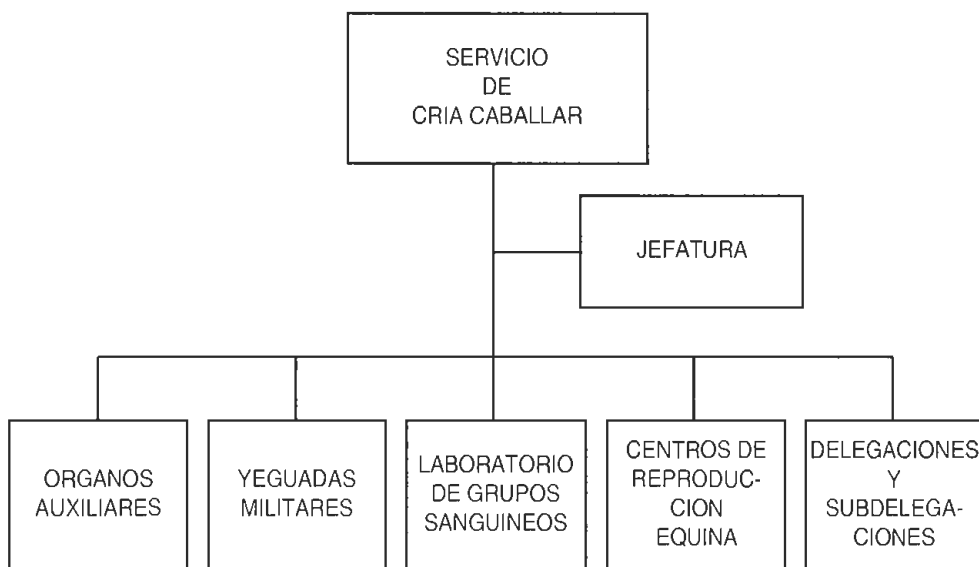 SERVICIO
DE
CRIA CABALLAR
JEFATURA
ORGANOS
AUXILIARES
YEGUADAS
MILITARES
LABORATORIO
DE GRUPOS
SANGUINEOS
CENTROS DE
REPRODUC-
CION
EQUINA
DELEGACIONES
Y
SUBDELEGA-
CIONES